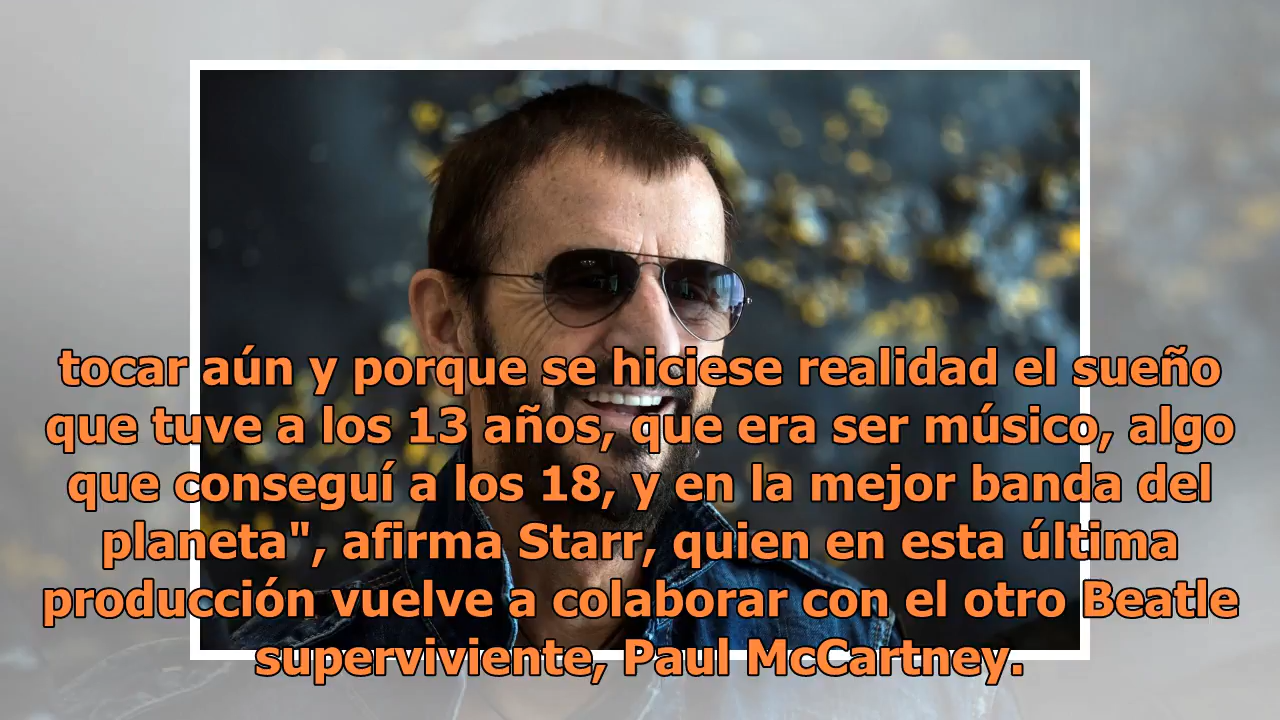 tocar aún y porque se hiciese realidad el sueño
que tuve a los 13 años, que era ser músico, algo
que conseguí a los 18, y en la mejor banda del
planeta", afirma Starr, quien en esta última
producción vuelve a colaborar con el otro Beatle
superviviente, Paul McCartney.